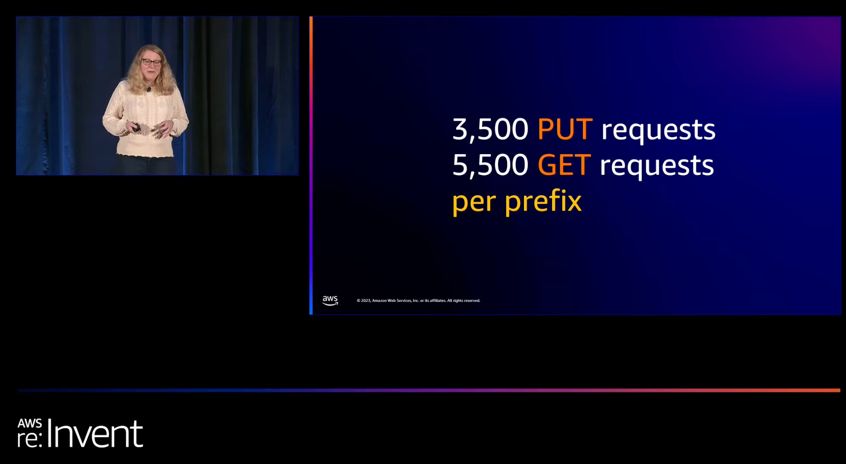 3,500 PUT requests
5,500 GET requests
per prefix
aws
© 2023, Amazon Web Services, Inc. or its affiliates. All rights reserved.
AWS
re:Invent